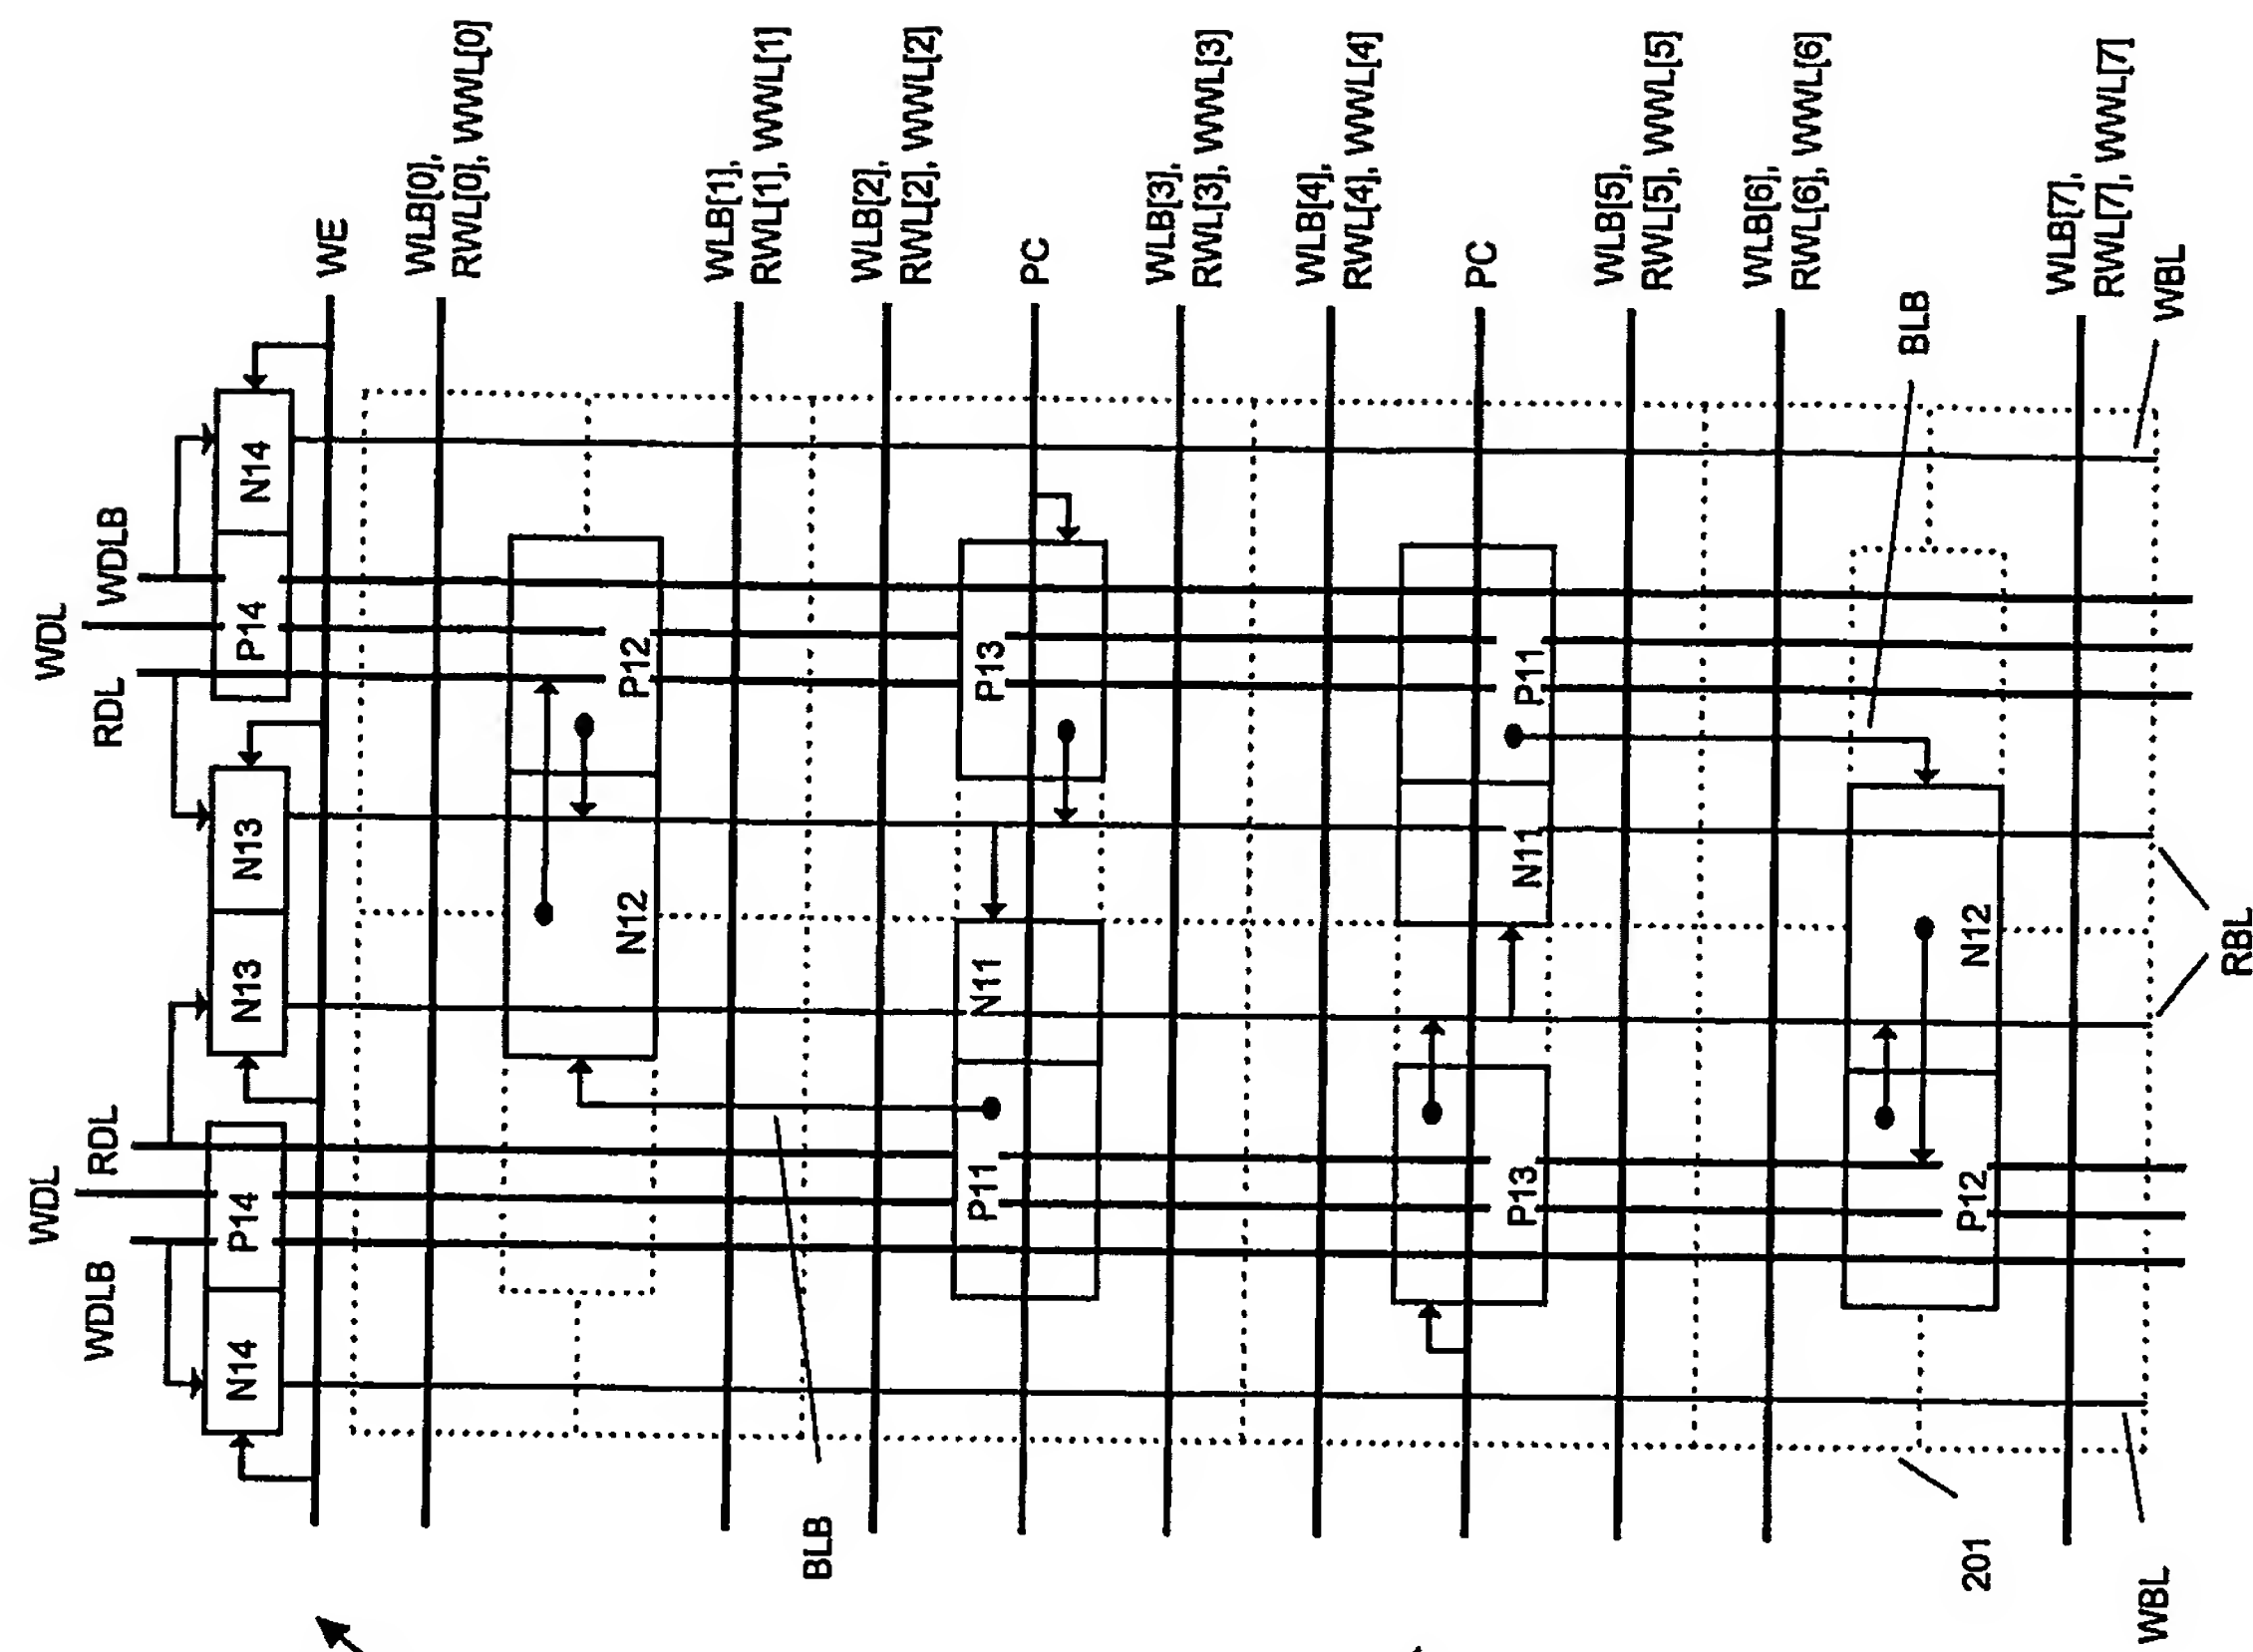 WDL
WDL
WDLB
RDL
RDL
WDLB
N14
P14
N13
N13
P14
N14
WE
WLB[0],
RWL[0], WWL[0]
N12
P12
WLB[1],
RWL[1], WWL[1]
BLB
WLB[2],
RWL[2], WWL[2]
P11
N11
P13
PC
WLB[3],
RWL[3], WWL[3]
WLB[4],
RWL[4], WWL[4]
PC
P13
N11
P11
WLB[5],
RWL[5], WWL[5]
WLB[6],
RWL[6], WWL[6]
BLB
201
P12
N12
WLB[7],
RWL[7], WWL[7]
WBL
WBL
RBL